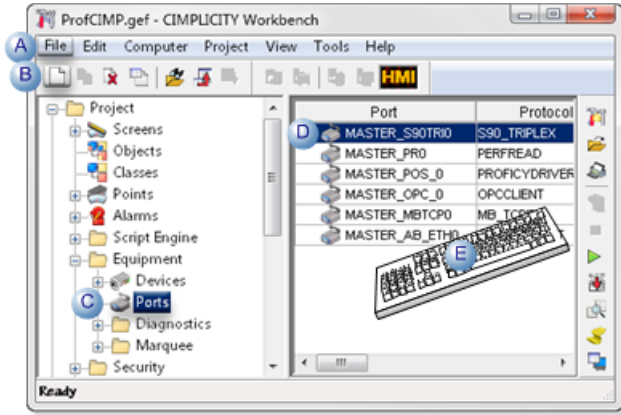 ProfCIMP.gef - CIMPLICITY Workbench
A File Edit Computer Project View Tools Help
B HMI
Project
Screens
Objects
Classes
Points
Alarms
Script Engine
Equipment
Devices
C Ports
Diagnostics
Marquee
Security
Port Protocol
D MASTER_S90TRI0 S90_TRIPLEX
MASTER_PR0 PERFREAD
MASTER_POS_0 PROFICYDRIVER
MASTER_OPC_0 OPCCLIENT
MASTER_MBTCP0
MASTER_AB_ETH0
E
Ready